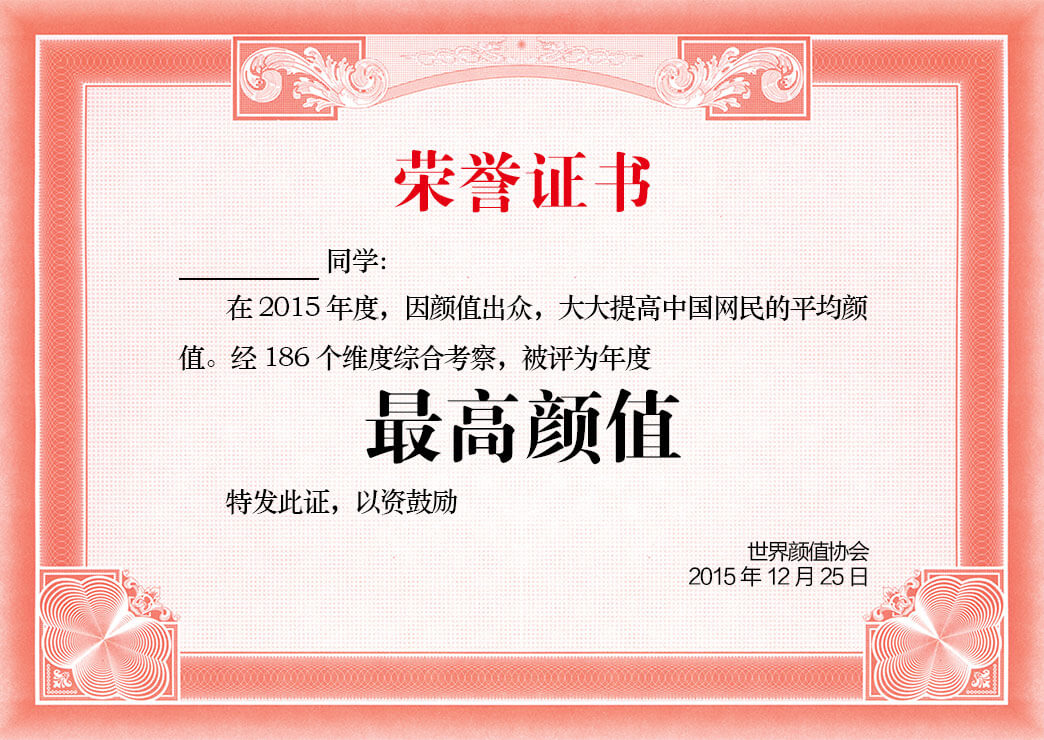 荣誉证书
________ 同学:
在 2015 年度，因颜值出众，大大提高中国网民的平均颜
值。经 186 个维度综合考察，被评为年度
最高颜值
特发此证，以资鼓励
世界颜值协会
2015 年 12 月 25 日